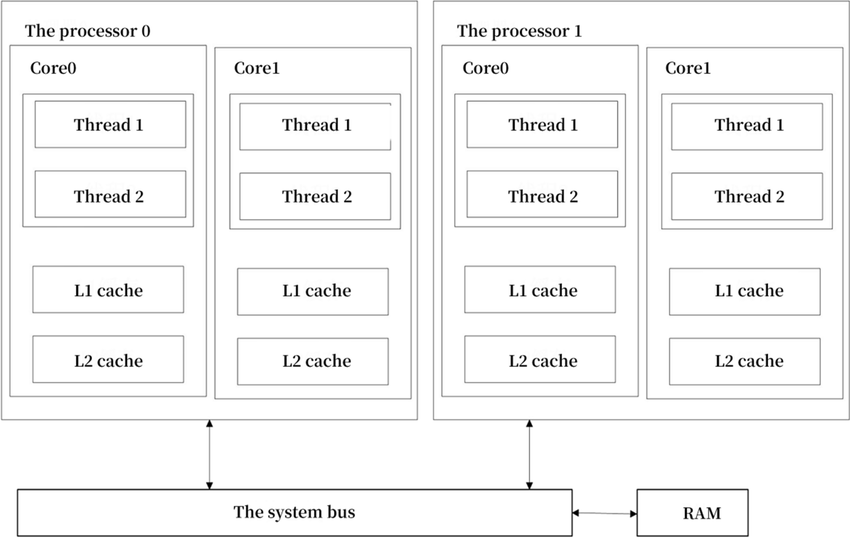 The processor 0
Core0
Thread 1
Thread 2
L1 cache
L2 cache
Core1
Thread 1
Thread 2
L1 cache
L2 cache
The processor 1
Core0
Thread 1
Thread 2
L1 cache
L2 cache
Core1
Thread 1
Thread 2
L1 cache
L2 cache
The system bus
RAM